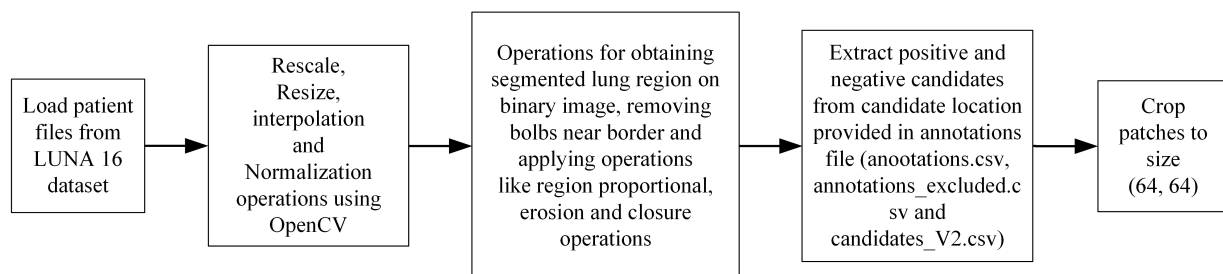 Load patient
files from
LUNA 16
dataset
Rescale,
Resize,
interpolation
and
Normalization
operations using
OpenCV
Operations for obtaining
segmented lung region on
binary image, removing
bolbs near border and
applying operations
like region proportional,
erosion and closure
operations
Extract positive and
negative candidates
from candidate location
provided in annotations
file (anootations.csv,
annotations_excluded.c
sv and
candidates_V2.csv)
Crop
patches to
size
(64, 64)